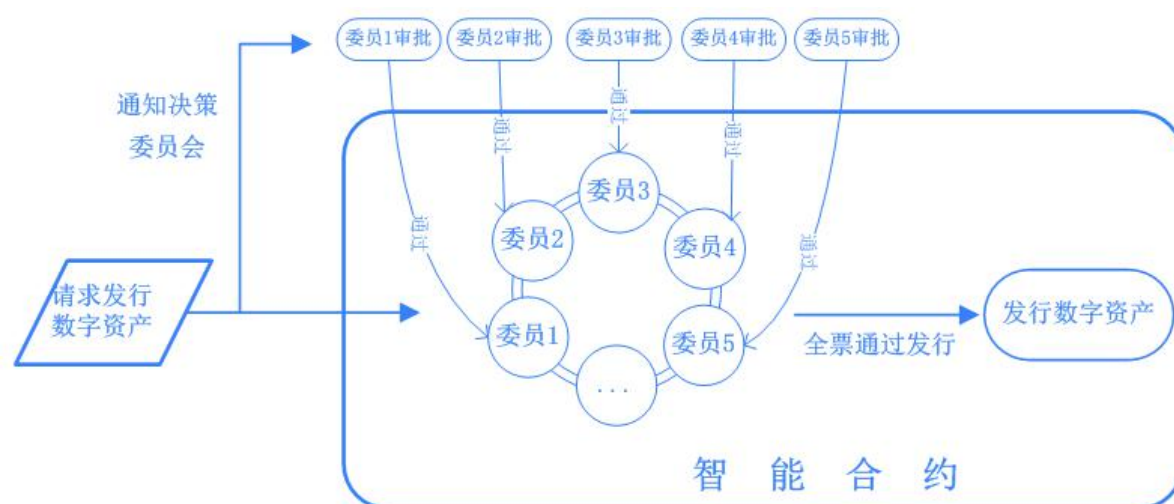 委员1审批
委员2审批
委员3审批
委员4审批
委员5审批
通知决策
委员会
通过
通过
通过
通过
通过
委员3
委员2
委员4
请求发行
数字资产
委员1
委员5
...
全票通过发行
发行数字资产
智能合约